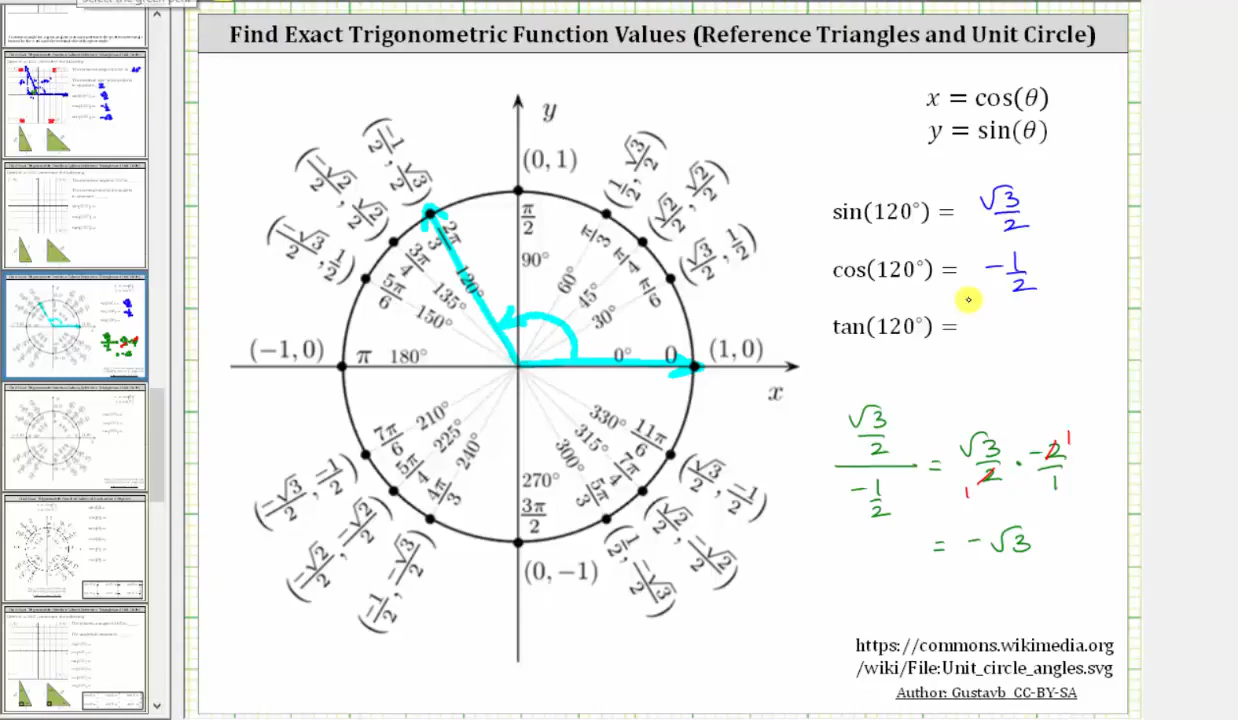 Select the green pen
Find Exact Trigonometric Function Values (Reference Triangles and Unit Circle)
x = cos(θ)
y = sin(θ)
sin(120°) = √3/2
cos(120°) = -1/2
tan(120°) =
√3/2 / -1/2 = √3/2 · -2/1
1 1
= -√3
y
x
(0, 1)
(1/2, √3/2)
(√2/2, √2/2)
(√3/2, 1/2)
(1, 0)
(√3/2, -1/2)
(√2/2, -√2/2)
(1/2, -√3/2)
(0, -1)
(-1/2, -√3/2)
(-√2/2, -√2/2)
(-√3/2, -1/2)
(-1, 0)
(-√3/2, 1/2)
(-√2/2, √2/2)
(-1/2, √3/2)
π/2
90°
π/3
60°
π/4
45°
π/6
30°
0° 0
2π/3
120°
3π/4
135°
5π/6
150°
π 180°
7π/6
210°
5π/4
225°
4π/3
240°
270°
3π/2
300°
5π/3
315°
7π/4
330°
11π/6
https://commons.wikimedia.org
/wiki/File:Unit_circle_angles.svg
Author: Gustavb CC-BY-SA